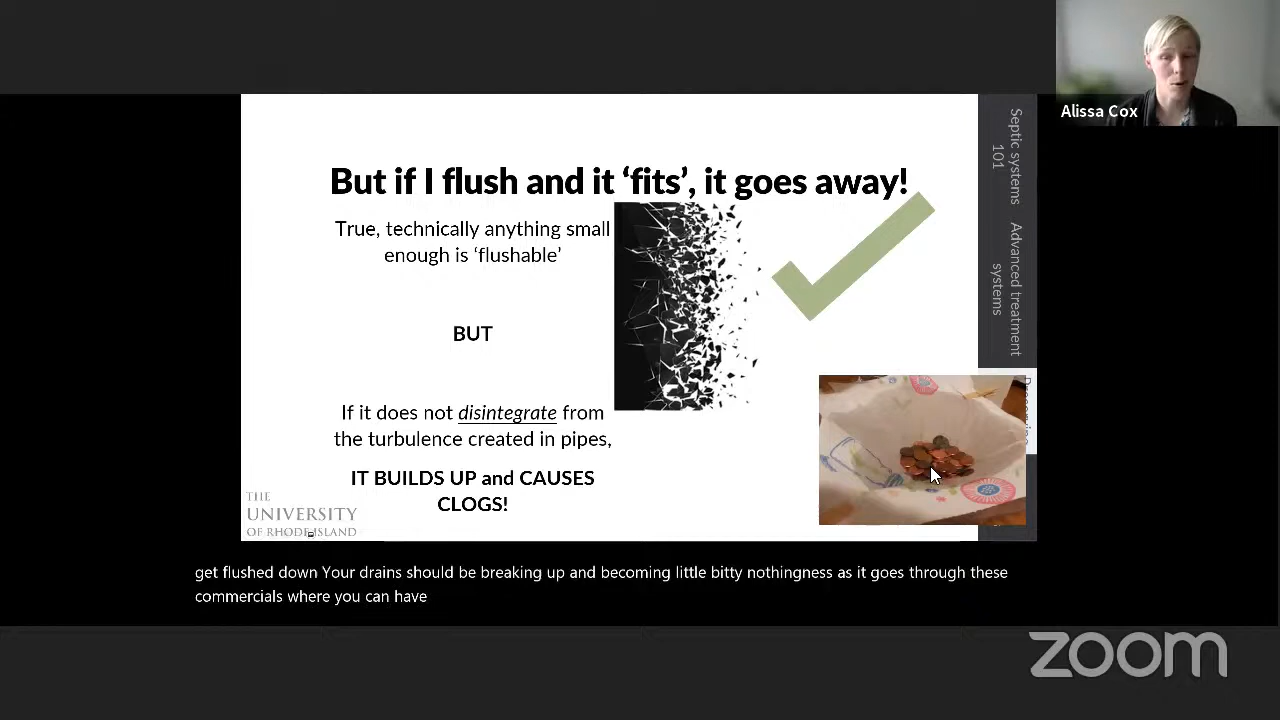 Alissa Cox
Septic systems
101
Advanced treatment
systems
But if I flush and it ‘fits’, it goes away!
True, technically anything small
enough is ‘flushable’
BUT
If it does not disintegrate from
the turbulence created in pipes,
IT BUILDS UP and CAUSES
CLOGS!
THE
UNIVERSITY
OF RHODE ISLAND
get flushed down Your drains should be breaking up and becoming little bitty nothingness as it goes through these
commercials where you can have
zoom